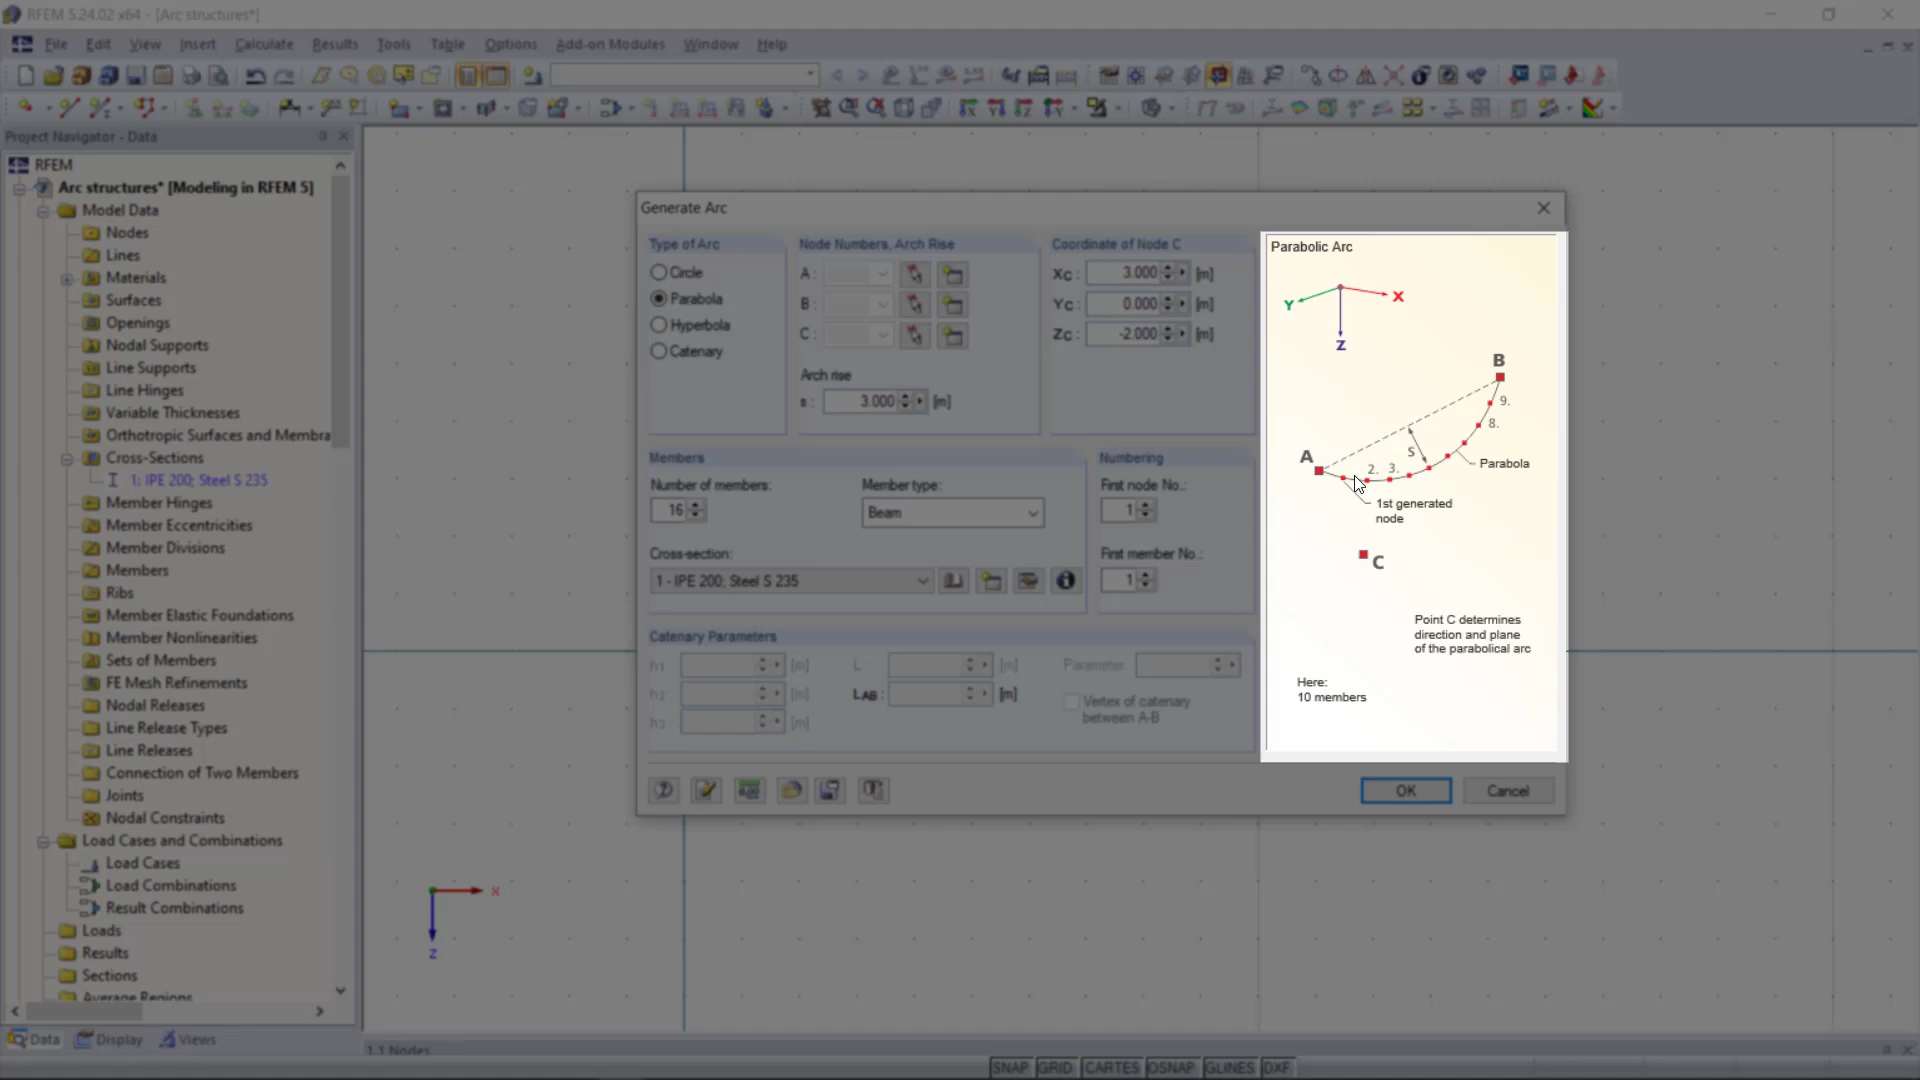 RFEM 5.24.02 x64 - [Arc structures*]
File Edit View Insert Calculate Results Tools Table Options Add-on Modules Window Help
Project Navigator - Data
RFEM
Arc structures* [Modeling in RFEM 5]
Model Data
Nodes
Lines
Materials
Surfaces
Openings
Nodal Supports
Line Supports
Line Hinges
Variable Thicknesses
Orthotropic Surfaces and Membra
Cross-Sections
1: IPE 200; Steel S 235
Member Hinges
Member Eccentricities
Member Divisions
Members
Ribs
Member Elastic Foundations
Member Nonlinearities
Sets of Members
FE Mesh Refinements
Nodal Releases
Line Release Types
Line Releases
Connection of Two Members
Joints
Nodal Constraints
Load Cases and Combinations
Load Cases
Load Combinations
Result Combinations
Loads
Results
Sections
Average Regions
Data Display Views
Generate Arc
Type of Arc
Circle
Parabola
Hyperbola
Catenary
Node Numbers, Arch Rise
A :
B :
C :
Arch rise
s : 3.000 [m]
Coordinate of Node C
XC : 3.000 [m]
YC : 0.000 [m]
ZC : -2.000 [m]
Members
Number of members:
16
Member type:
Beam
Cross-section:
1 - IPE 200; Steel S 235
Numbering
First node No.:
1
First member No.:
1
Catenary Parameters
h1 [m]
h2 [m]
h3 [m]
L : [m]
LAB : [m]
Parameter
Vertex of catenary
between A-B
Parabolic Arc
Y X
Z
B
9.
8.
A
S
2. 3.
Parabola
1st generated
node
C
Point C determines
direction and plane
of the parabolical arc
Here:
10 members
OK Cancel
X
Z
1.1 Nodes
SNAP GRID CARTES OSNAP GLINES DXF